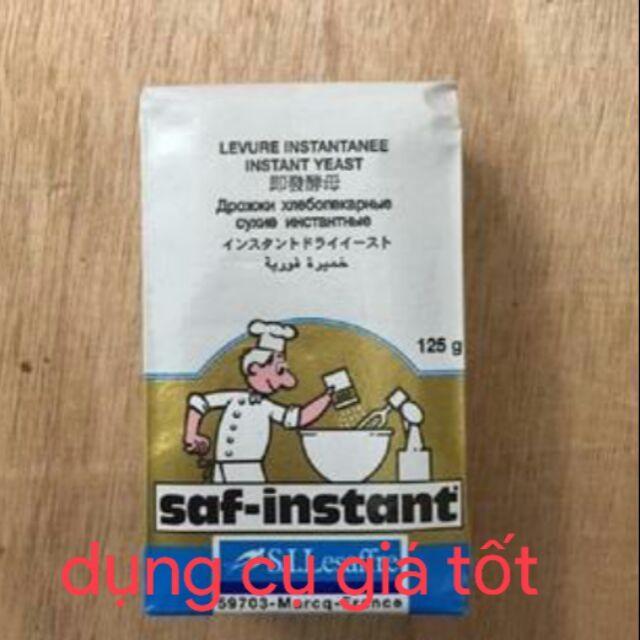 LEVURE INSTANTANEE
INSTANT YEAST
即發酵母
Дрожжи хлебопекарные
сухие инстантные
インスタントドライイースト
خميرة فورية
125 g
saf-instant
S.I.Lesaffre
dụng cụ giá tốt
59703-Marcq-France